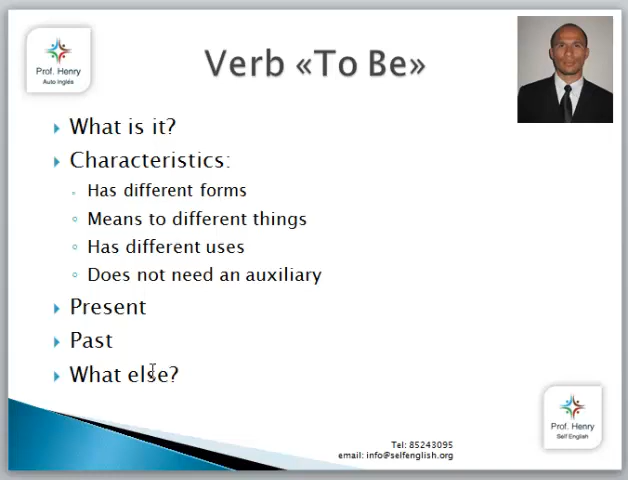 Prof. Henry
Auto Inglés
Verb «To Be»
What is it?
Characteristics:
Has different forms
Means to different things
Has different uses
Does not need an auxiliary
Present
Past
What else?
Prof. Henry
Self English
Tel: 85243095
email: info@selfenglish.org